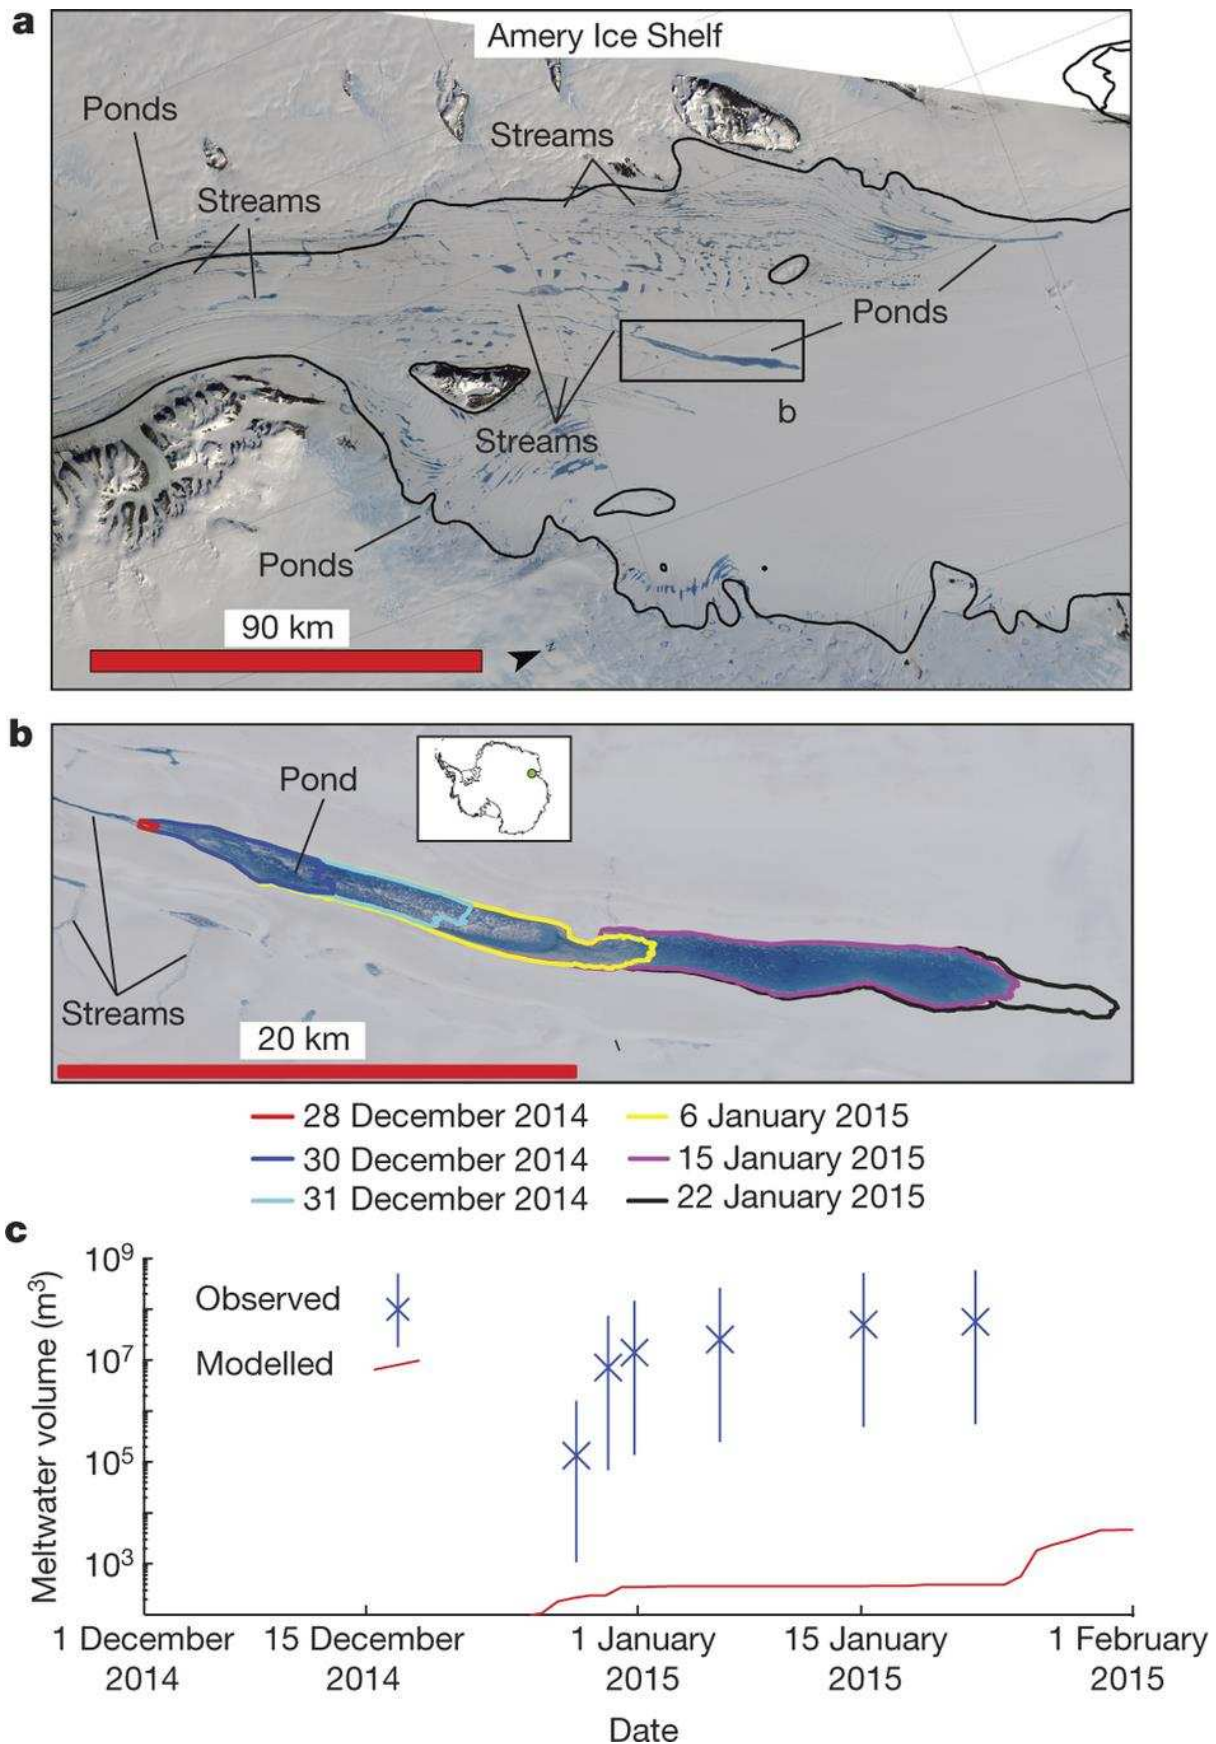 a
Amery Ice Shelf
Ponds
Streams
Streams
Ponds
b
Streams
Ponds
90 km
b
Pond
Streams
20 km
28 December 2014
6 January 2015
30 December 2014
15 January 2015
31 December 2014
22 January 2015
c
Meltwater volume (m³)
10⁹
10⁷
10⁵
10³
Observed
Modelled
1 December 2014
15 December 2014
1 January 2015
15 January 2015
1 February 2015
Date